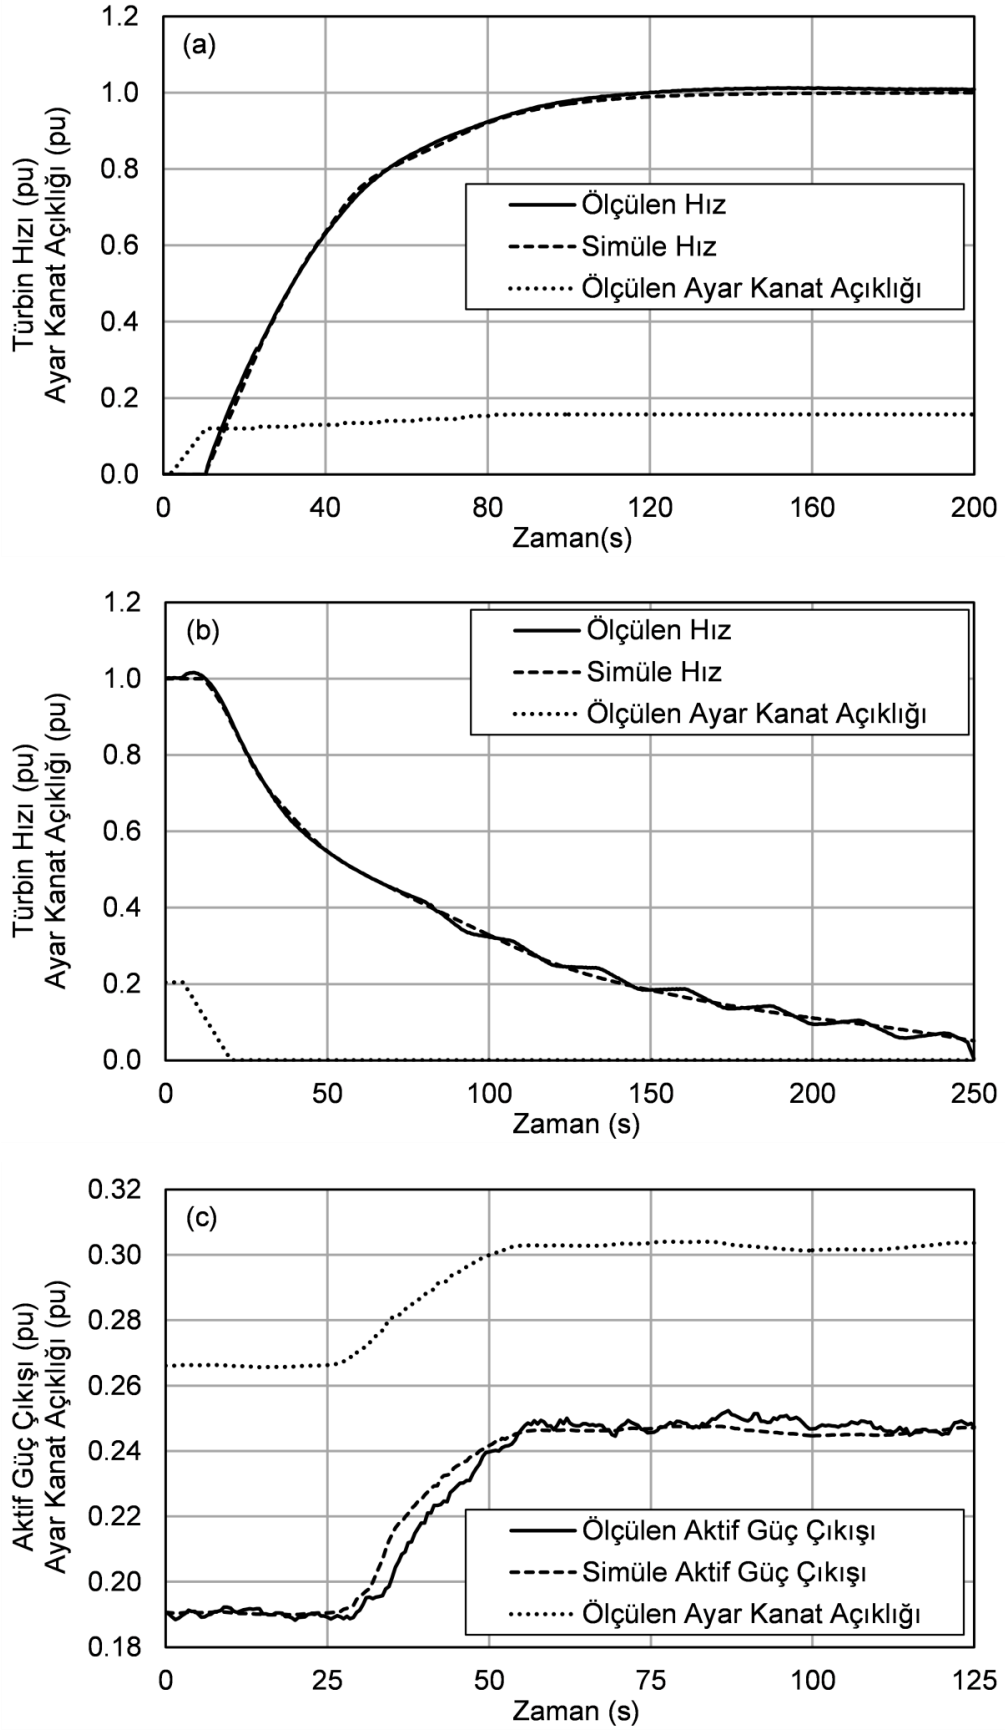 (a)
Türbin Hızı (pu)
Ayar Kanat Açıklığı (pu)
1.2
1.0
0.8
0.6
0.4
0.2
0.0
Ölçülen Hız
Simüle Hız
Ölçülen Ayar Kanat Açıklığı
0 40 80 120 160 200
Zaman(s)
(b)
Türbin Hızı (pu)
Ayar Kanat Açıklığı (pu)
1.2
1.0
0.8
0.6
0.4
0.2
0.0
Ölçülen Hız
Simüle Hız
Ölçülen Ayar Kanat Açıklığı
0 50 100 150 200 250
Zaman (s)
(c)
Aktif Güç Çıkışı (pu)
Ayar Kanat Açıklığı (pu)
0.32
0.30
0.28
0.26
0.24
0.22
0.20
0.18
Ölçülen Aktif Güç Çıkışı
Simüle Aktif Güç Çıkışı
Ölçülen Ayar Kanat Açıklığı
0 25 50 75 100 125
Zaman (s)